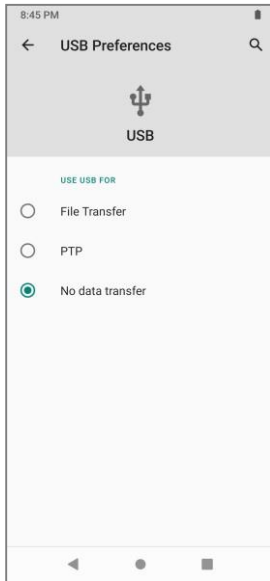 8:45 PM
USB Preferences
USB
USE USB FOR
File Transfer
PTP
No data transfer